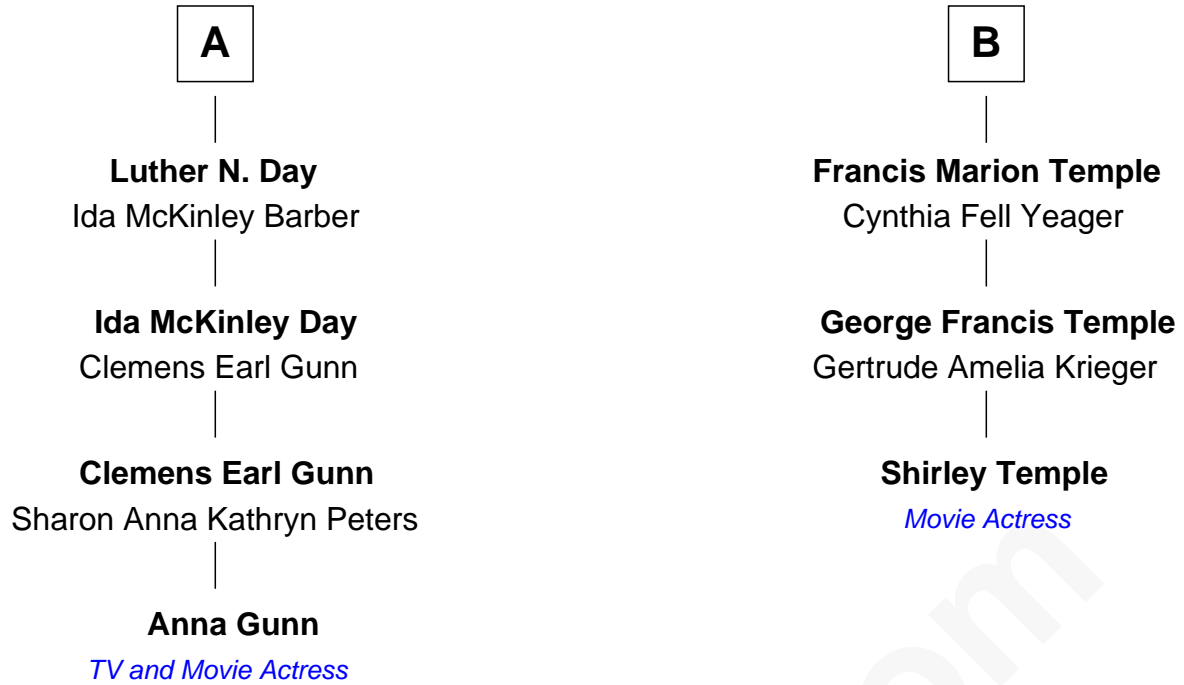 A
Luther N. Day
Ida McKinley Barber
Ida McKinley Day
Clemens Earl Gunn
Clemens Earl Gunn
Sharon Anna Kathryn Peters
Anna Gunn
TV and Movie Actress
B
Francis Marion Temple
Cynthia Fell Yeager
George Francis Temple
Gertrude Amelia Krieger
Shirley Temple
Movie Actress
om